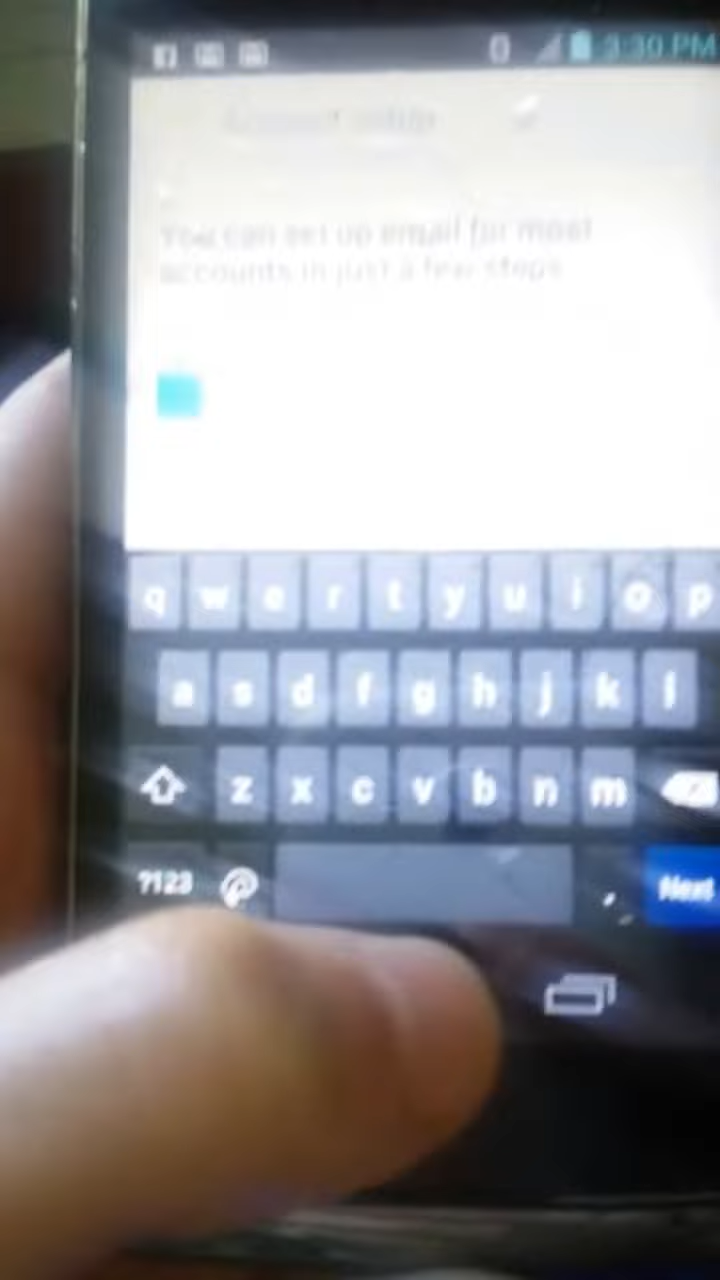 3:30 PM
Account setup
You can set up email for most
accounts in just a few steps.
q w e r t y u i o p
a s d f g h j k l
z x c v b n m
?123 @ , . Next